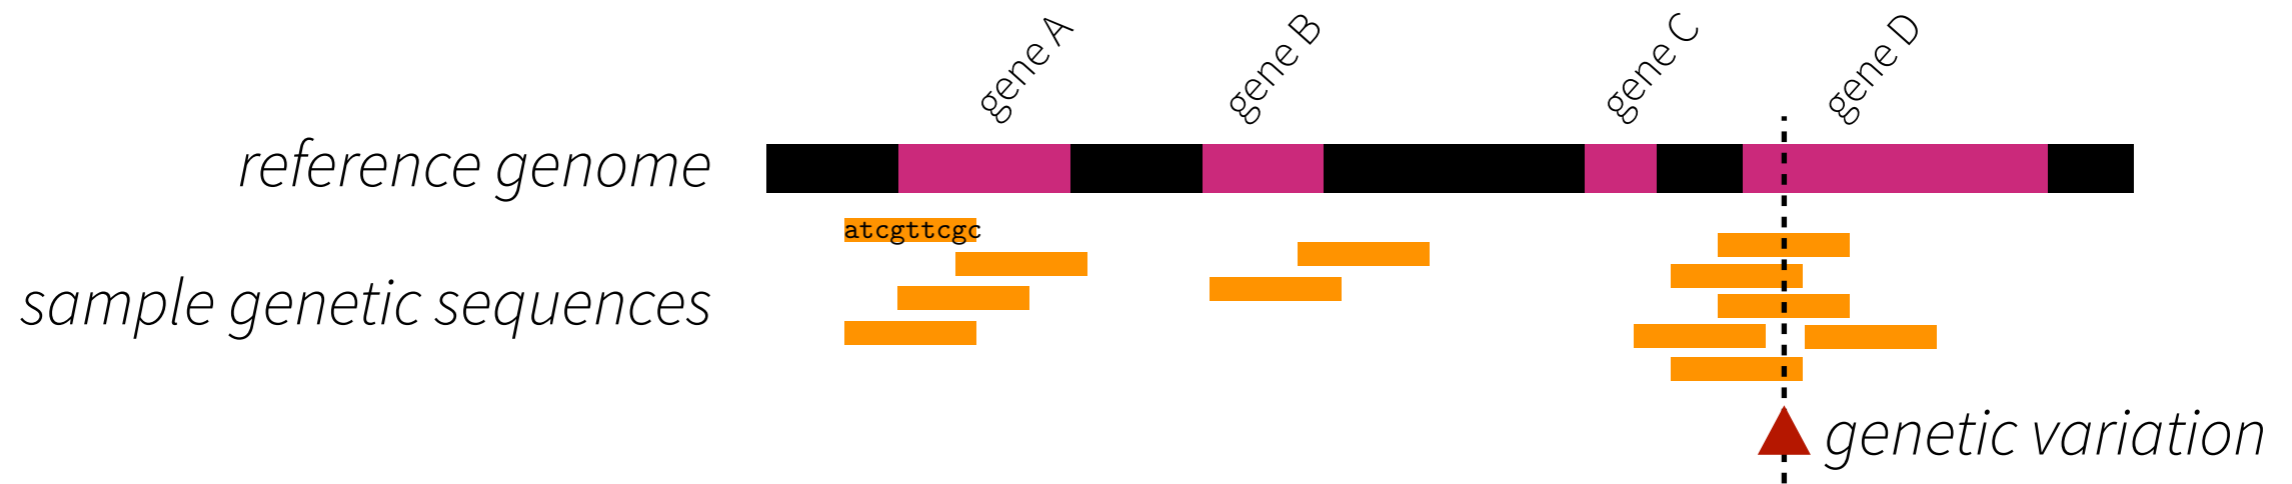 gene A
gene B
gene C
gene D
reference genome
atcgttcgc
sample genetic sequences
genetic variation